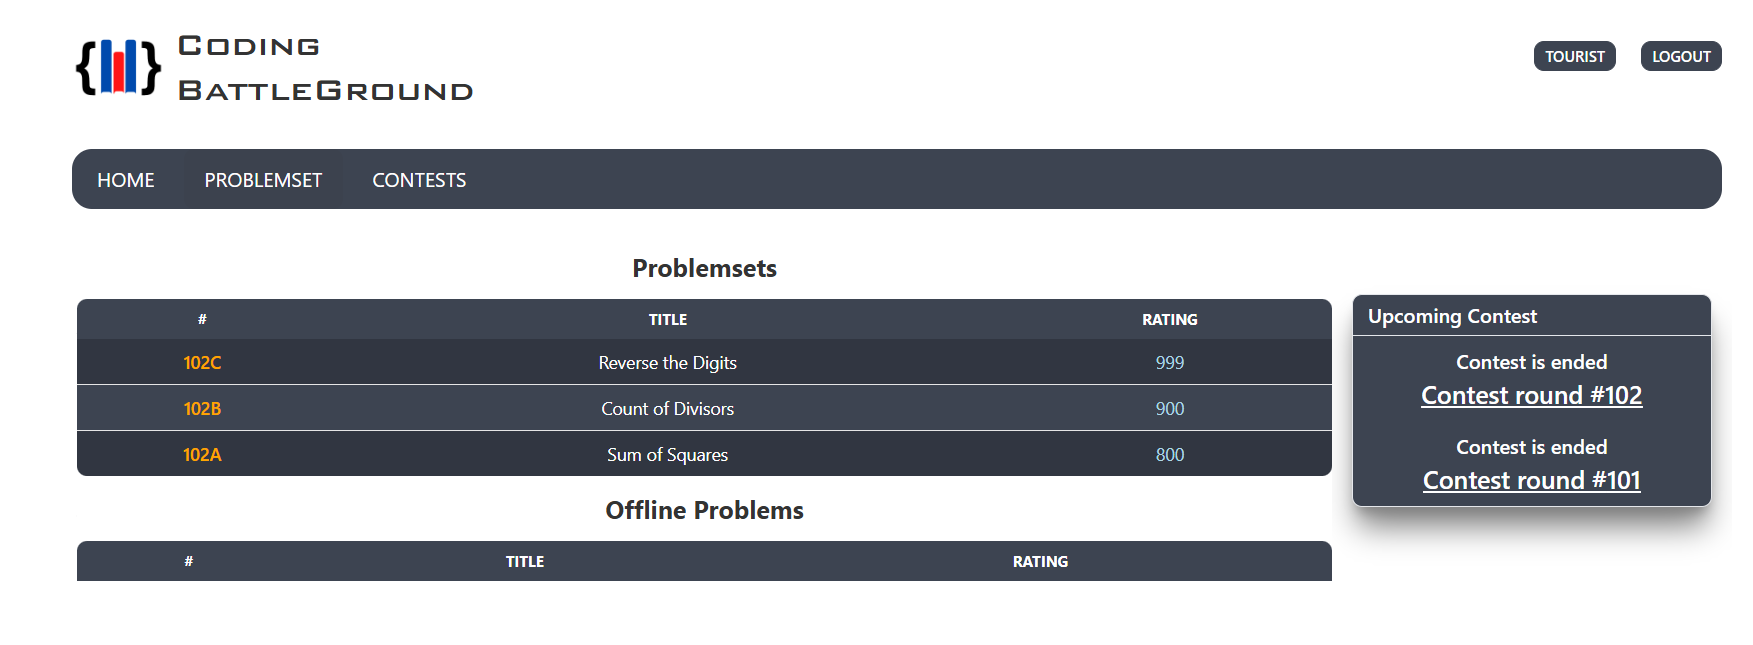 Coding
BattleGround
TOURIST
LOGOUT
HOME PROBLEMSET CONTESTS
Problemsets
# TITLE RATING
102C Reverse the Digits 999
102B Count of Divisors 900
102A Sum of Squares 800
Offline Problems
# TITLE RATING
Upcoming Contest
Contest is ended
Contest round #102
Contest is ended
Contest round #101